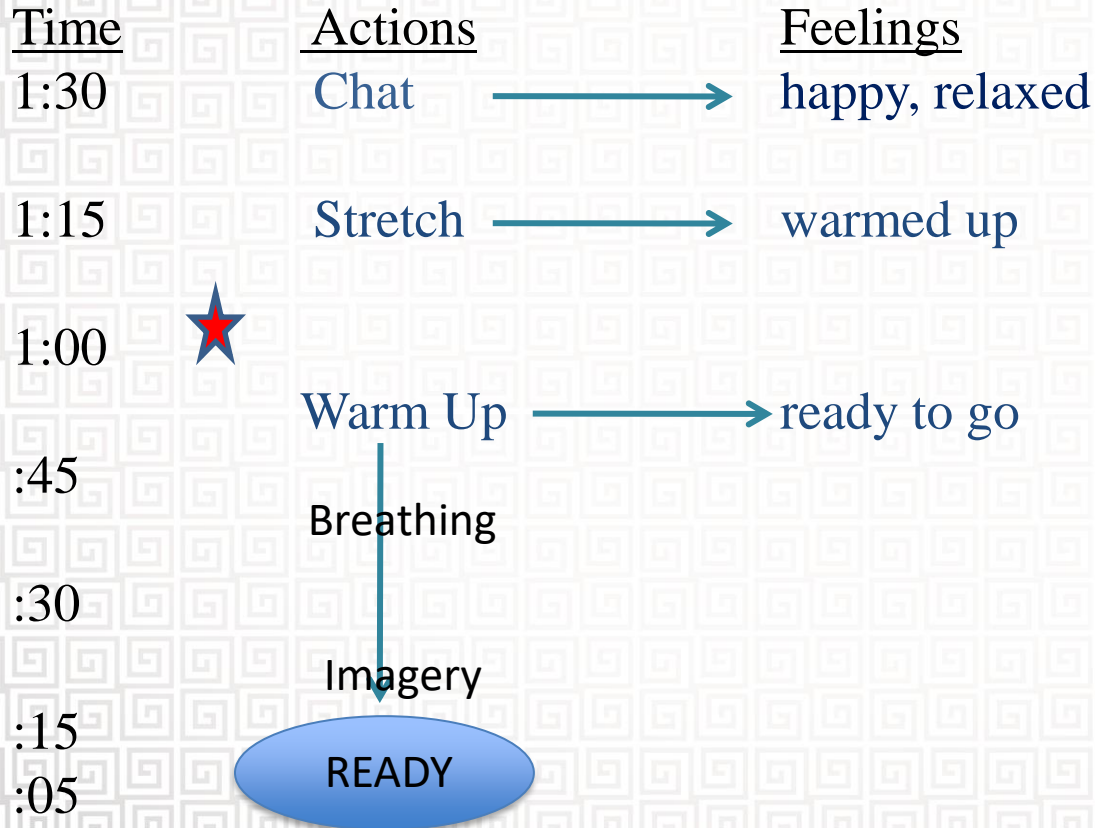 Time Actions Feelings
1:30 Chat happy, relaxed
1:15 Stretch warmed up
1:00
Warm Up ready to go
:45
Breathing
:30
Imagery
:15
READY
:05